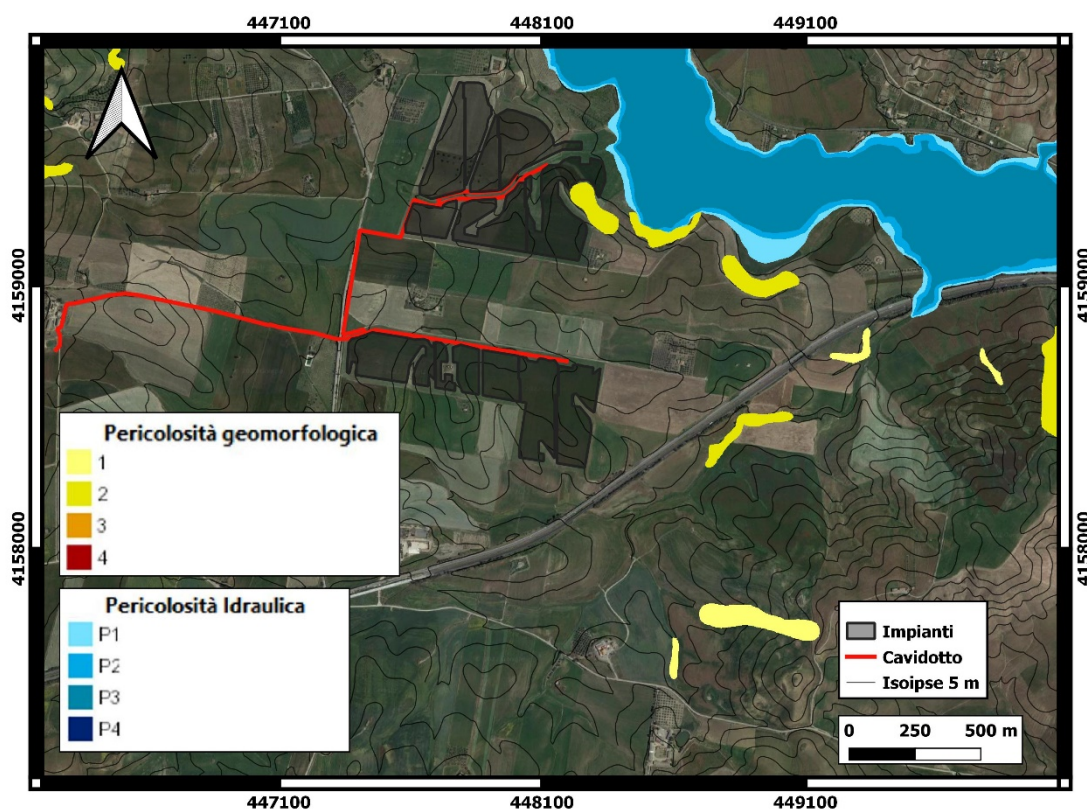 447100 448100 449100
4159000 4159000
4158000 4158000
Pericolosità geomorfologica
1
2
3
4
Pericolosità Idraulica
P1
P2
P3
P4
Impianti
Cavidotto
Isoipse 5 m
0 250 500 m
447100 448100 449100